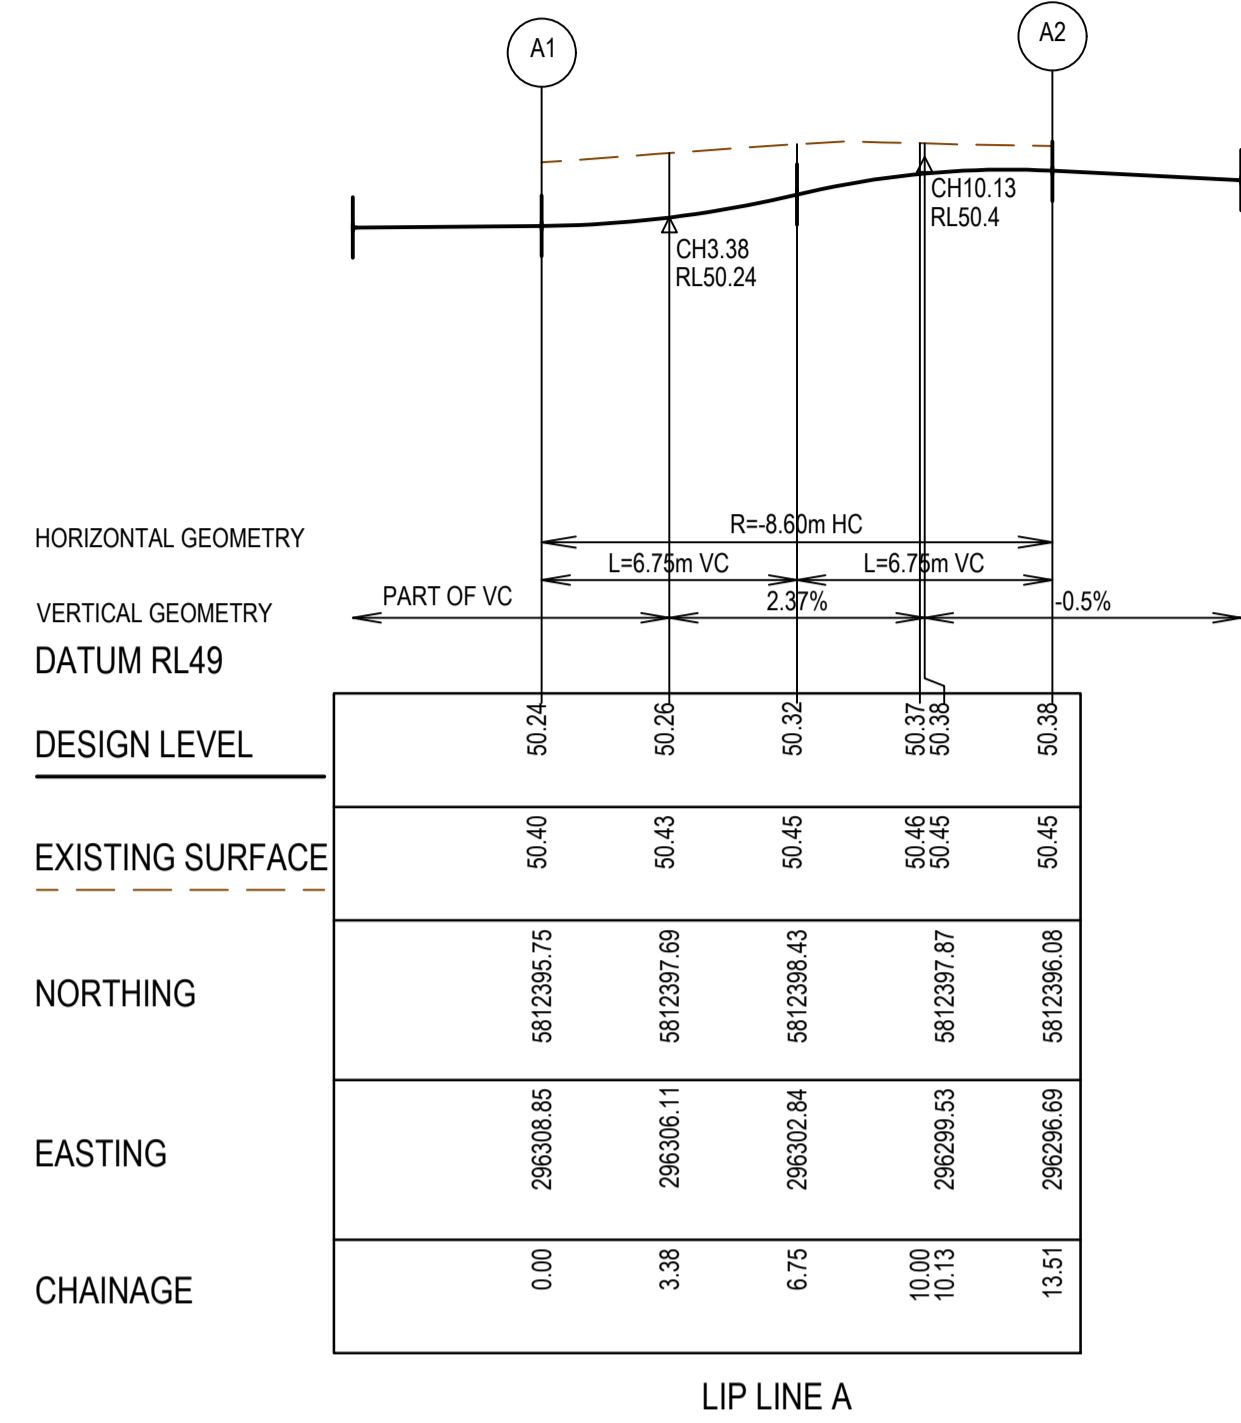 A1
A2
CH10.13
RL50.4
CH3.38
RL50.24
HORIZONTAL GEOMETRY
R=-8.60m HC
L=6.75m VC
L=6.75m VC
VERTICAL GEOMETRY
PART OF VC
2.37%
-0.5%
DATUM RL49
DESIGN LEVEL
50.24
50.26
50.32
50.37
50.38
50.38
EXISTING SURFACE
50.40
50.43
50.45
50.46
50.45
50.45
NORTHING
5812395.75
5812397.69
5812398.43
5812397.87
5812396.08
EASTING
296308.85
296306.11
296302.84
296299.53
296296.69
CHAINAGE
0.00
3.38
6.75
10.00
10.13
13.51
LIP LINE A